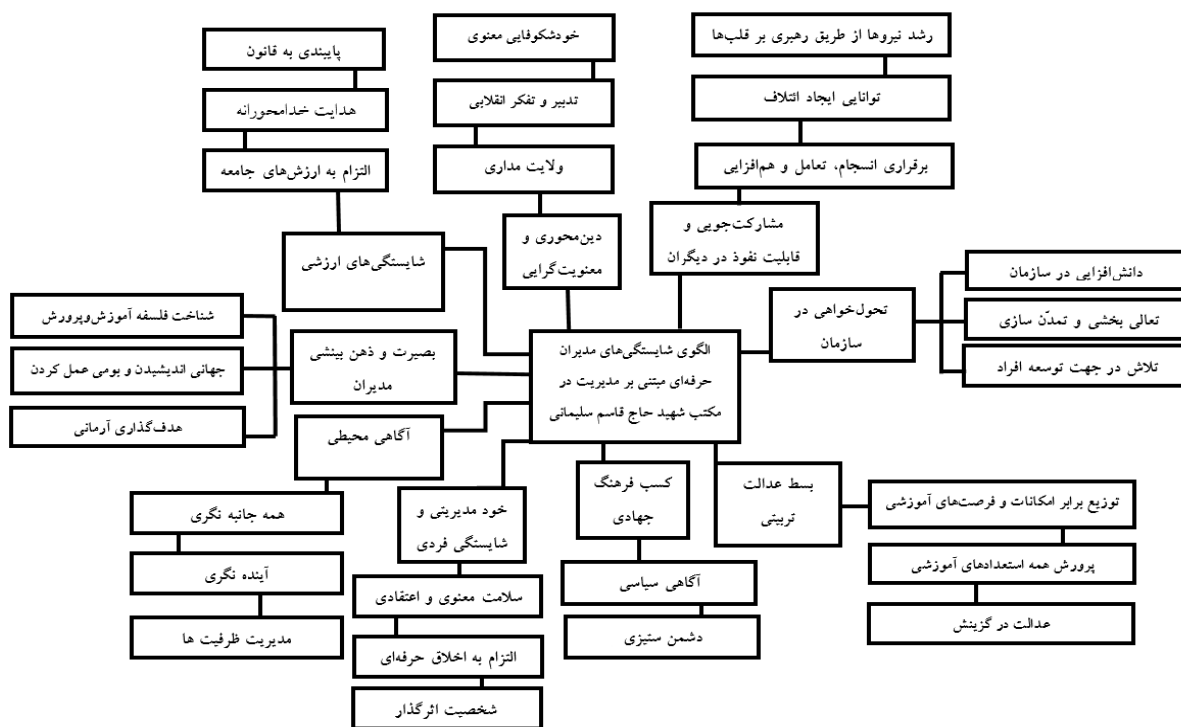 رشد نیروها از طریق رهبری بر قلب‌ها
توانایی ایجاد ائتلاف
برقراری انسجام، تعامل و هم‌افزایی
مشارکت‌جویی و
قابلیت نفوذ در دیگران
خودشکوفایی معنوی
تدبیر و تفکر انقلابی
ولایت مداری
دین‌محوری و
معنویت‌گرایی
پایبندی به قانون
هدایت خدامحورانه
التزام به ارزش‌های جامعه
شایستگی‌های ارزشی
دانش‌افزایی در سازمان
تعالی بخشی و تمدّن سازی
تلاش در جهت توسعه افراد
تحول‌خواهی در
سازمان
الگوی شایستگی‌های مدیران
حرفه‌ای مبتنی بر مدیریت در
مکتب شهید حاج قاسم سلیمانی
بصیرت و ذهن بینشی
مدیران
شناخت فلسفه آموزش‌وپرورش
جهانی اندیشیدن و بومی عمل کردن
هدف‌گذاری آرمانی
آگاهی محیطی
همه جانبه نگری
آینده نگری
مدیریت ظرفیت ها
خود مدیریتی و
شایستگی فردی
سلامت معنوی و اعتقادی
التزام به اخلاق حرفه‌ای
شخصیت اثرگذار
کسب فرهنگ
جهادی
آگاهی سیاسی
دشمن ستیزی
بسط عدالت
تربیتی
توزیع برابر امکانات و فرصت‌های آموزشی
پرورش همه استعدادهای آموزشی
عدالت در گزینش